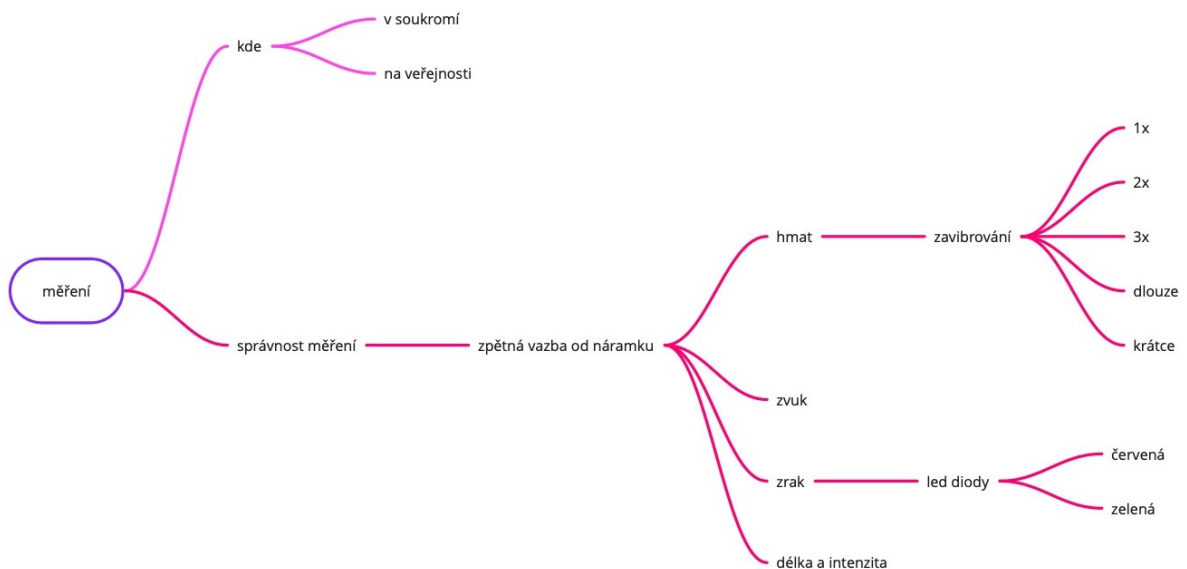 měření
kde
v soukromí
na veřejnosti
správnost měření
zpětná vazba od náramku
hmat
zavibrování
1x
2x
3x
dlouze
krátce
zvuk
zrak
led diody
červená
zelená
délka a intenzita